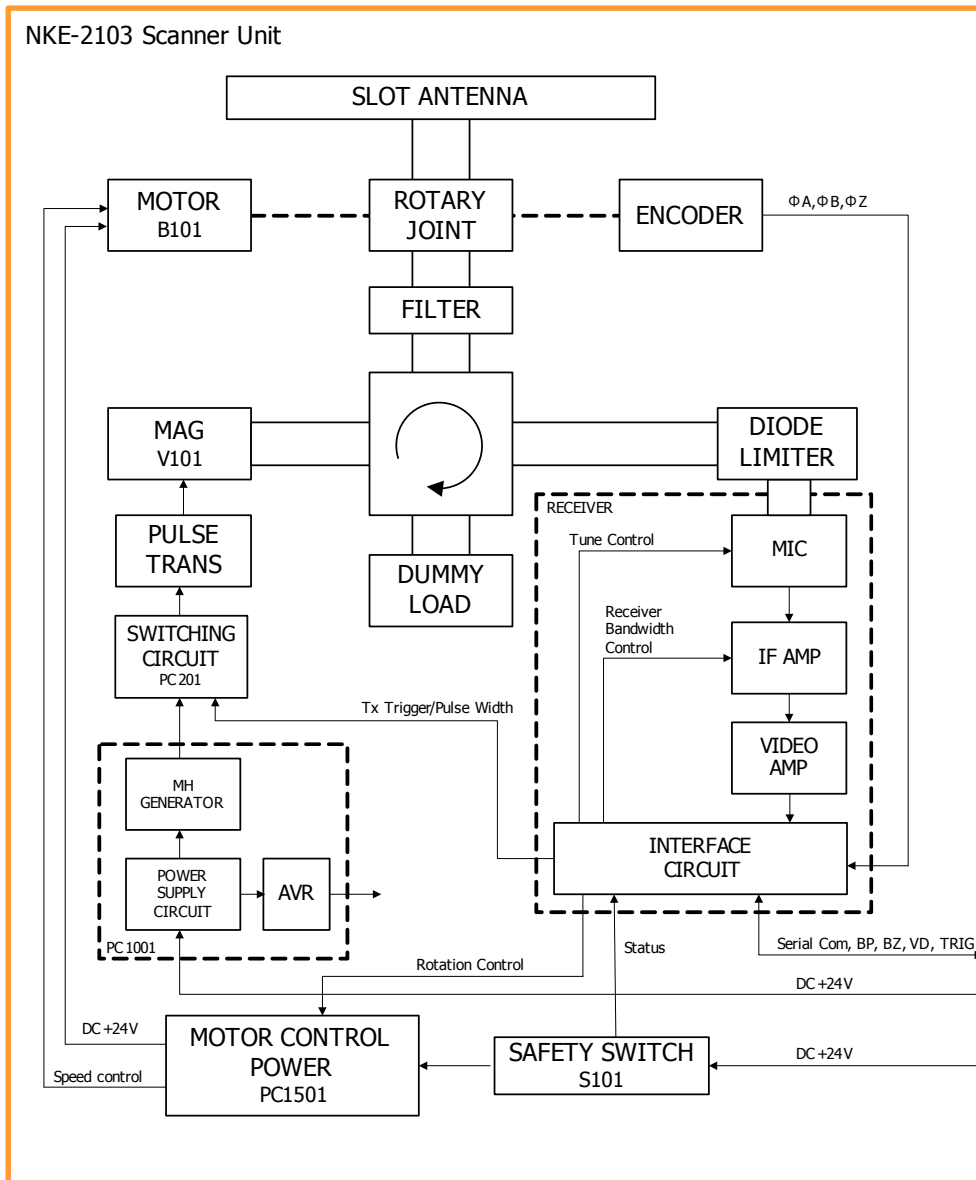 NKE-2103 Scanner Unit
SLOT ANTENNA
MOTOR
B101
ROTARY
JOINT
ENCODER
ΦA,ΦB,ΦZ
FILTER
MAG
V101
DIODE
LIMITER
RECEIVER
PULSE
TRANS
Tune Control
MIC
DUMMY
LOAD
SWITCHING
CIRCUIT
PC201
Receiver
Bandwidth
Control
IF AMP
Tx Trigger/Pulse Width
VIDEO
AMP
MH
GENERATOR
INTERFACE
CIRCUIT
POWER
SUPPLY
CIRCUIT
AVR
PC1001
Rotation Control
Status
Serial Com, BP, BZ, VD, TRIG
DC+24V
MOTOR CONTROL
POWER
PC1501
SAFETY SWITCH
S101
DC+24V
DC+24V
Speed control